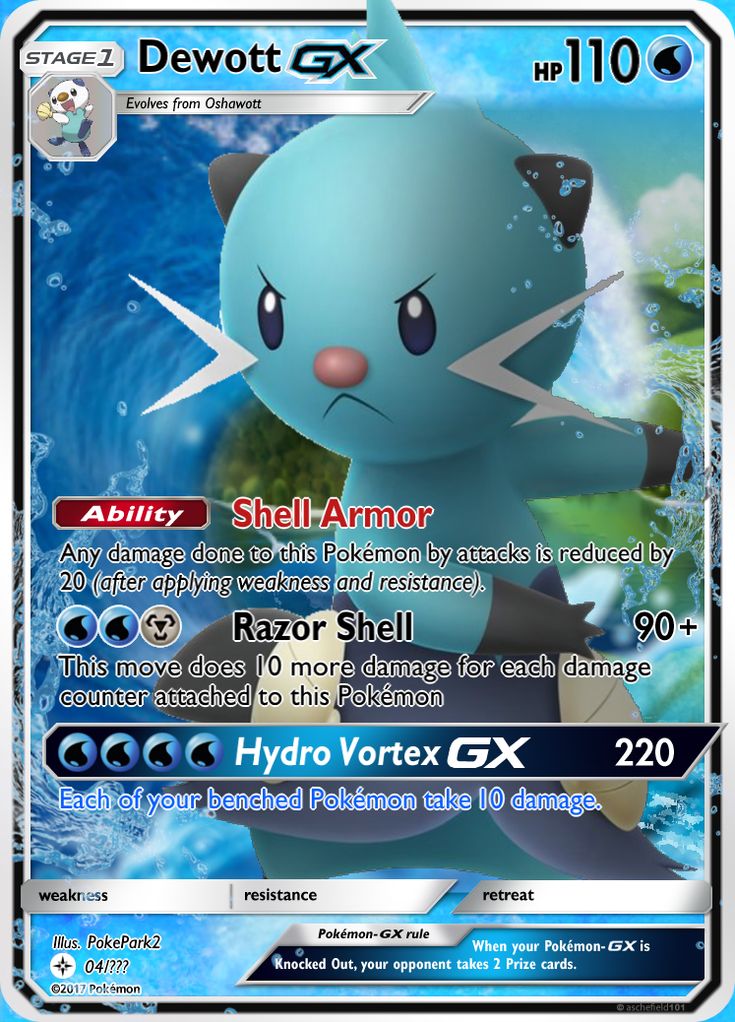 STAGE 1
Dewott GX
HP 110
Evolves from Oshawott
Ability Shell Armor
Any damage done to this Pokémon by attacks is reduced by
20 (after applying weakness and resistance).
Razor Shell 90+
This move does 10 more damage for each damage
counter attached to this Pokémon
Hydro Vortex GX 220
Each of your benched Pokémon take 10 damage.
weakness resistance retreat
Illus. PokePark2
04/???
©2017 Pokémon
Pokémon-GX rule
When your Pokémon-GX is
Knocked Out, your opponent takes 2 Prize cards.
© aschefield101